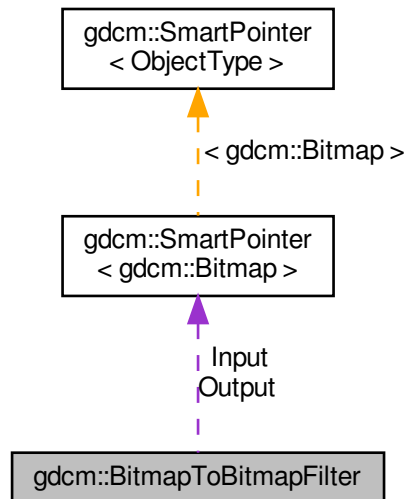 gdcm::SmartPointer
< ObjectType >
< gdcm::Bitmap >
gdcm::SmartPointer
< gdcm::Bitmap >
Input
Output
gdcm::BitmapToBitmapFilter